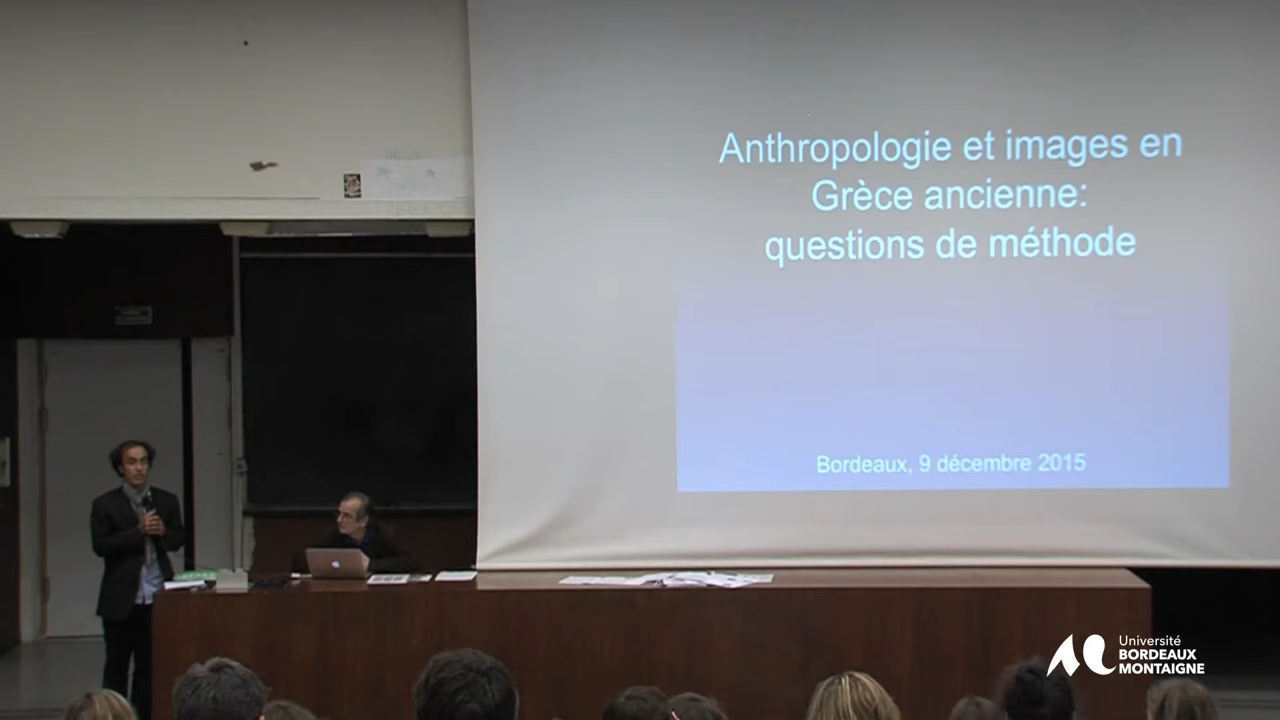 Anthropologie et images en
Grèce ancienne:
questions de méthode
Bordeaux, 9 décembre 2015
Université
BORDEAUX
MONTAIGNE